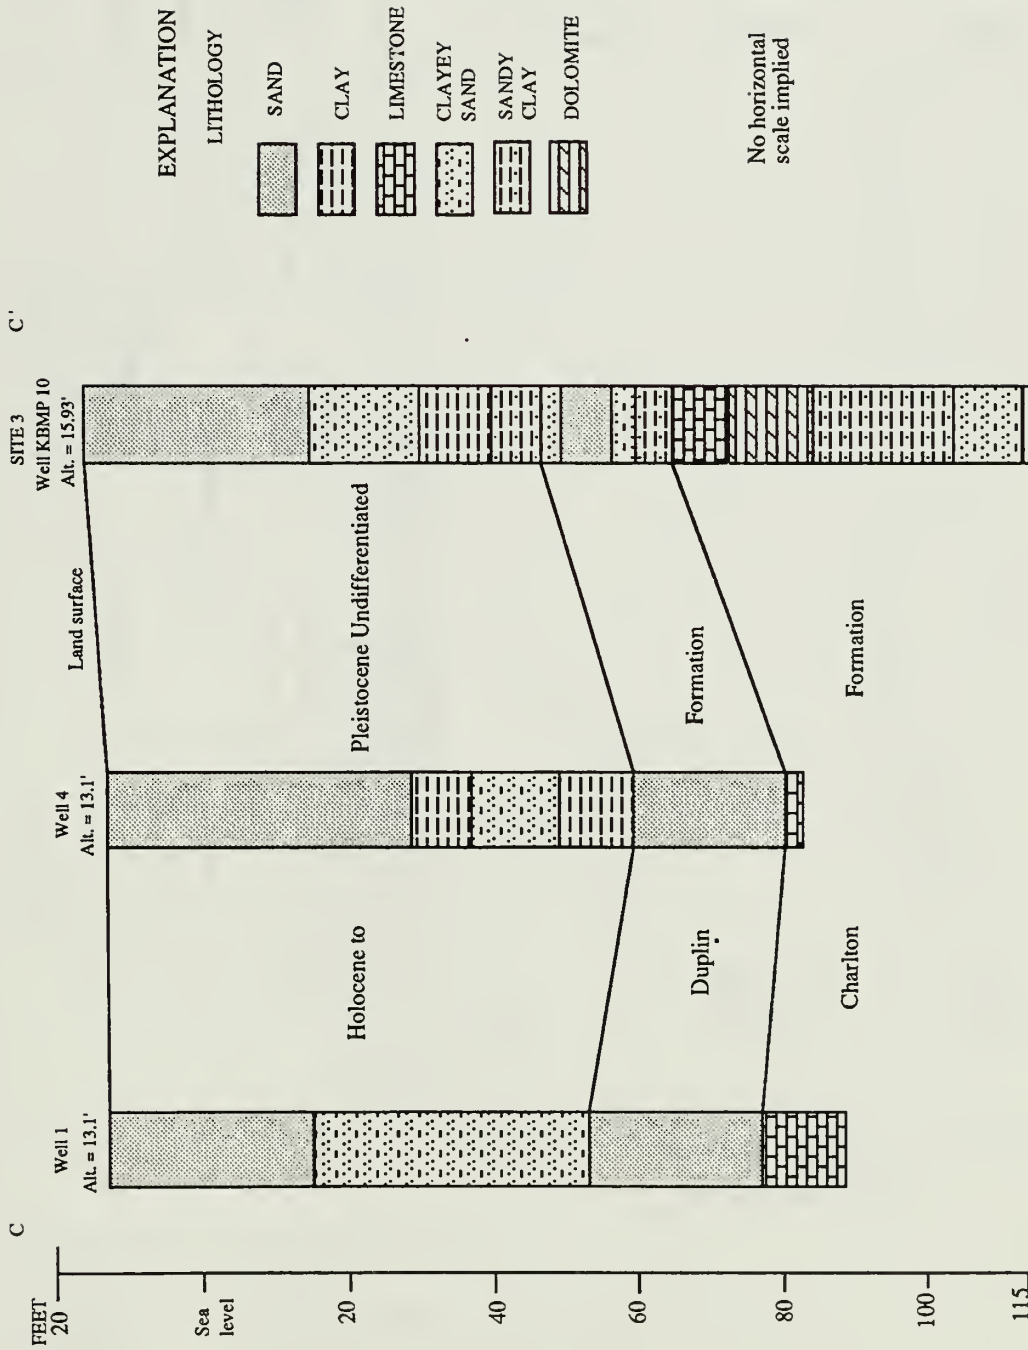 C
C'
SITE 3
Well 1
Alt. = 13.1'
Well 4
Alt. = 13.1'
Well KBMP 10
Alt. = 15.93'
FEET
20
Sea
level
20
40
60
80
100
115
Land surface
Holocene to
Pleistocene Undifferentiated
Duplin
Formation
Charlton
Formation
EXPLANATION
LITHOLOGY
SAND
CLAY
LIMESTONE
CLAYEY
SAND
SANDY
CLAY
DOLOMITE
No horizontal
scale implied